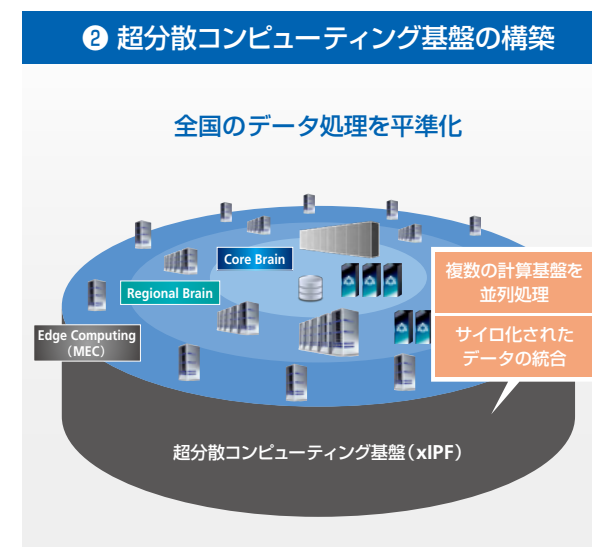 ❷ 超分散コンピューティング基盤の構築
全国のデータ処理を平準化
Core Brain
Regional Brain
Edge Computing
（MEC）
複数の計算基盤を
並列処理
サイロ化された
データの統合
超分散コンピューティング基盤（xIPF）